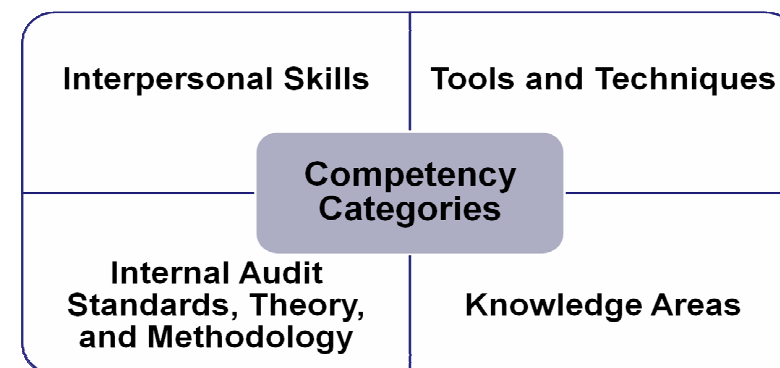 Interpersonal Skills
Tools and Techniques
Competency
Categories
Internal Audit
Standards, Theory,
and Methodology
Knowledge Areas